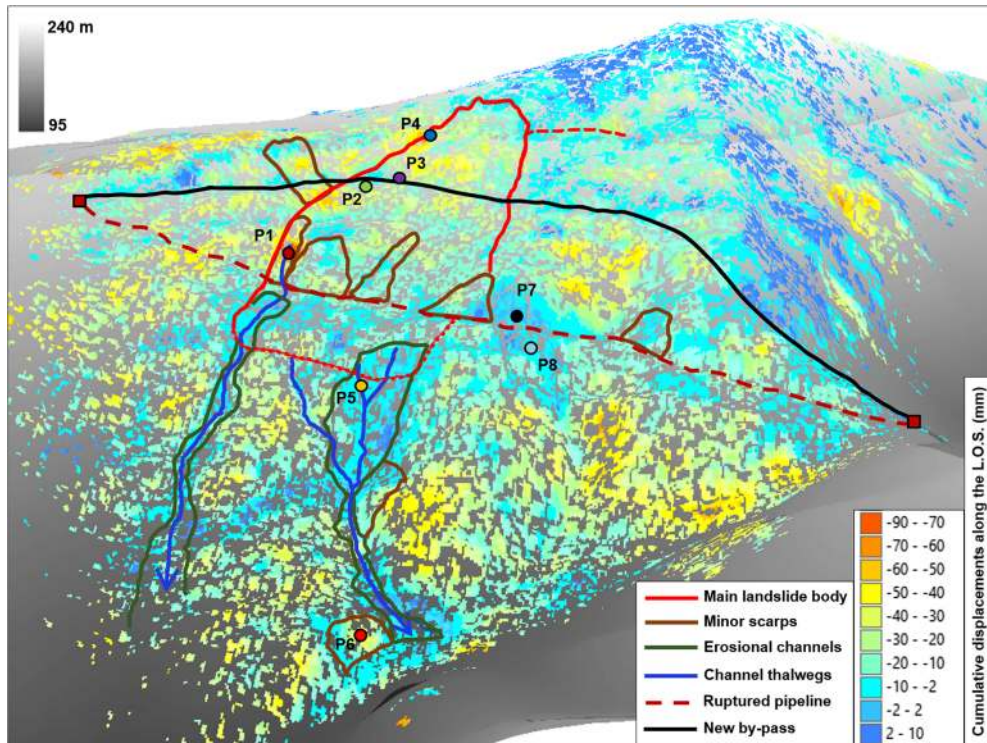 240 m
95
P4
P3
P2
P1
P7
P8
P5
P6
Main landslide body
Minor scarps
Erosional channels
Channel thalwegs
Ruptured pipeline
New by-pass
-90 - -70
-70 - -60
-60 - -50
-50 - -40
-40 - -30
-30 - -20
-20 - -10
-10 - -2
-2 - 2
2 - 10
Cumulative displacements along the L.O.S. (mm)